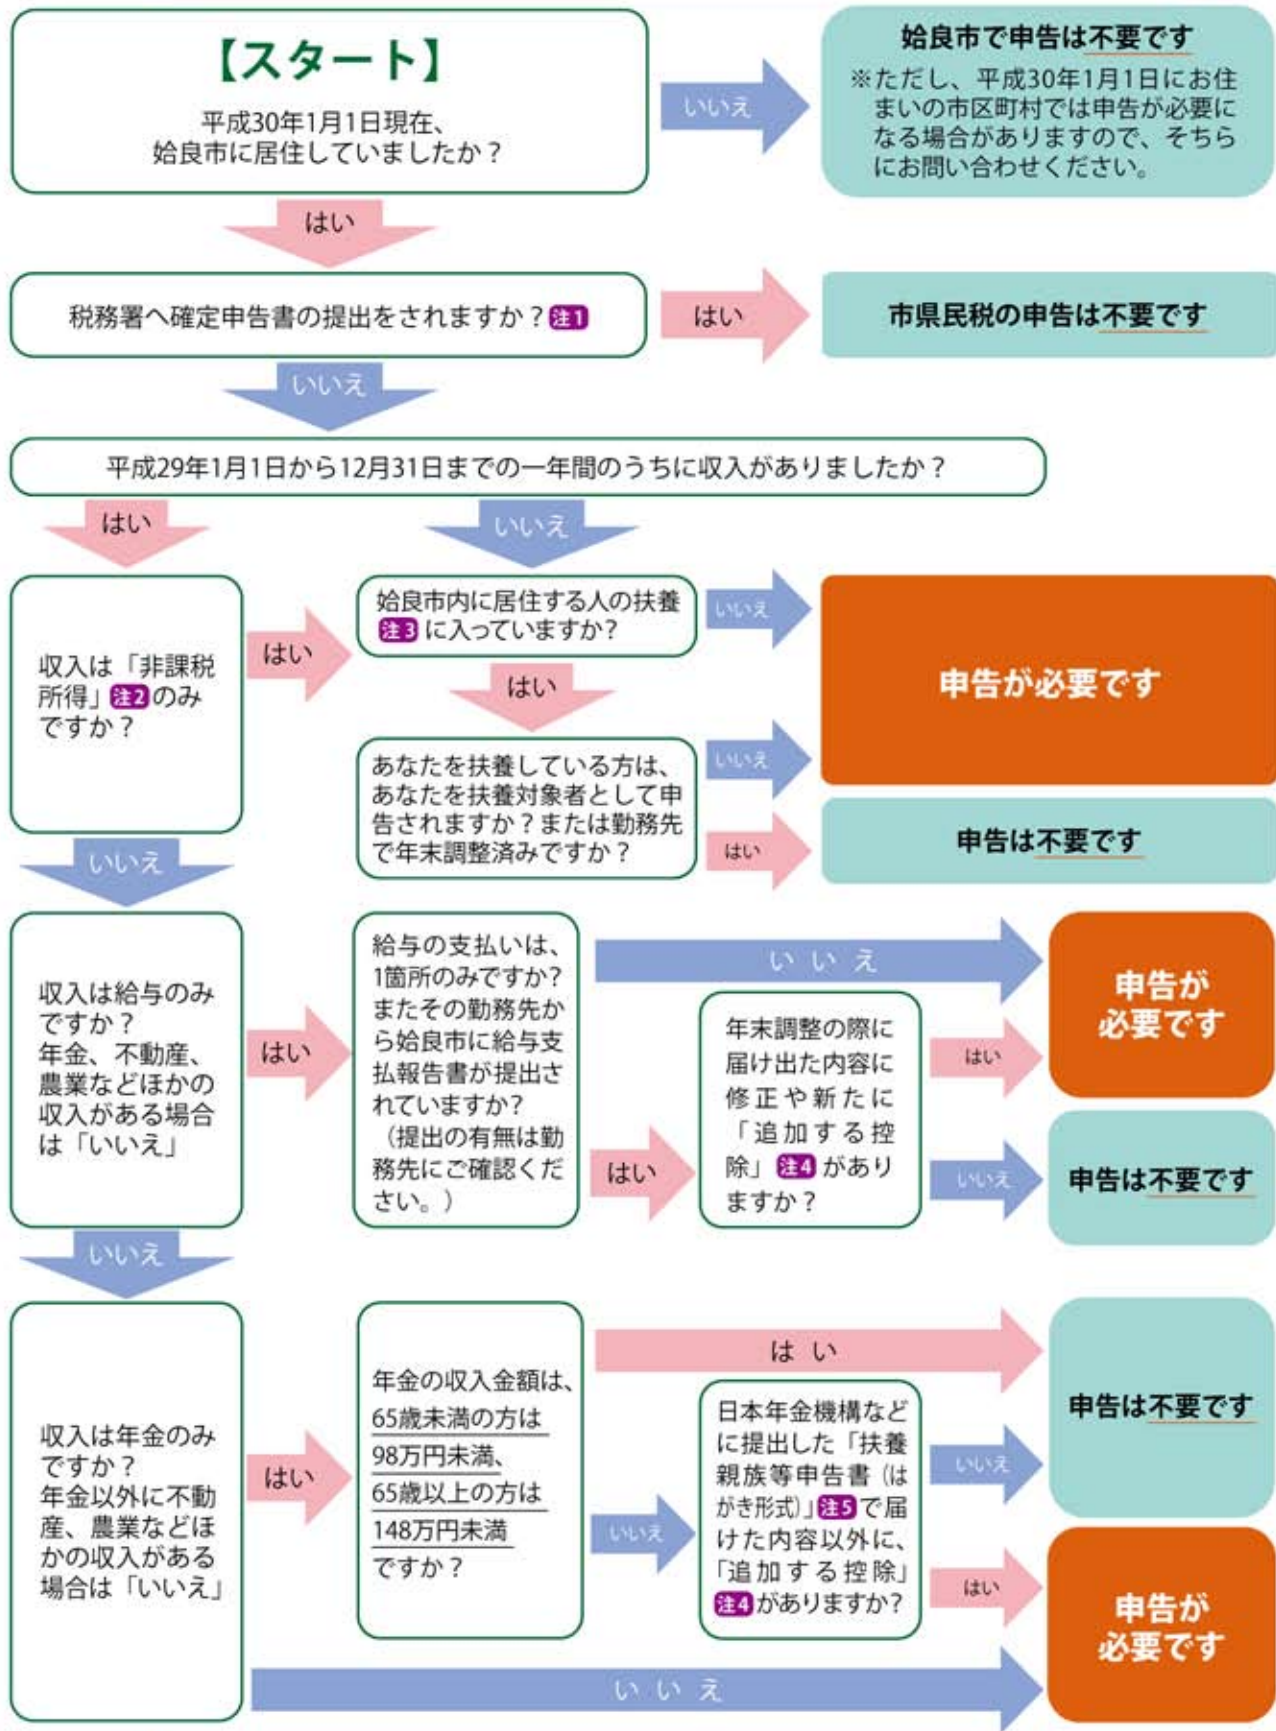 【スタート】
平成30年1月1日現在、
姶良市に居住していましたか？
いいえ
姶良市で申告は不要です
※ただし、平成30年1月1日にお住
まいの市区町村では申告が必要に
なる場合がありますので、そちら
にお問い合わせください。
はい
税務署へ確定申告書の提出をされますか？注1
はい
市県民税の申告は不要です
いいえ
平成29年1月1日から12月31日までの一年間のうちに収入がありましたか？
はい
いいえ
収入は「非課税
所得」注2のみ
ですか？
はい
姶良市内に居住する人の扶養
注3に入っていますか？
いいえ
申告が必要です
はい
あなたを扶養している方は、
あなたを扶養対象者として申
告されますか？または勤務先
で年末調整済みですか？
いいえ
はい
申告は不要です
いいえ
収入は給与のみ
ですか？
年金、不動産、
農業などほかの
収入がある場合
は「いいえ」
はい
給与の支払いは、
1箇所のみですか？
またその勤務先か
ら姶良市に給与支
払報告書が提出さ
れていますか？
（提出の有無は勤
務先にご確認くだ
さい。）
いいえ
はい
年末調整の際に
届け出た内容に
修正や新たに
「追加する控
除」注4があり
ますか？
はい
申告が
必要です
いいえ
申告は不要です
いいえ
収入は年金のみ
ですか？
年金以外に不動
産、農業などほ
かの収入がある
場合は「いいえ」
はい
年金の収入金額は、
65歳未満の方は
98万円未満、
65歳以上の方は
148万円未満
ですか？
はい
いいえ
日本年金機構など
に提出した「扶養
親族等申告書（は
がき形式）」注5で届
けた内容以外に、
「追加する控除」
注4がありますか？
いいえ
申告は不要です
はい
申告が
必要です
いいえ